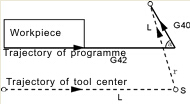 Workpiece
L
G40
Trajectory of programme
G42
α
r
Trajectory of tool center
L
S